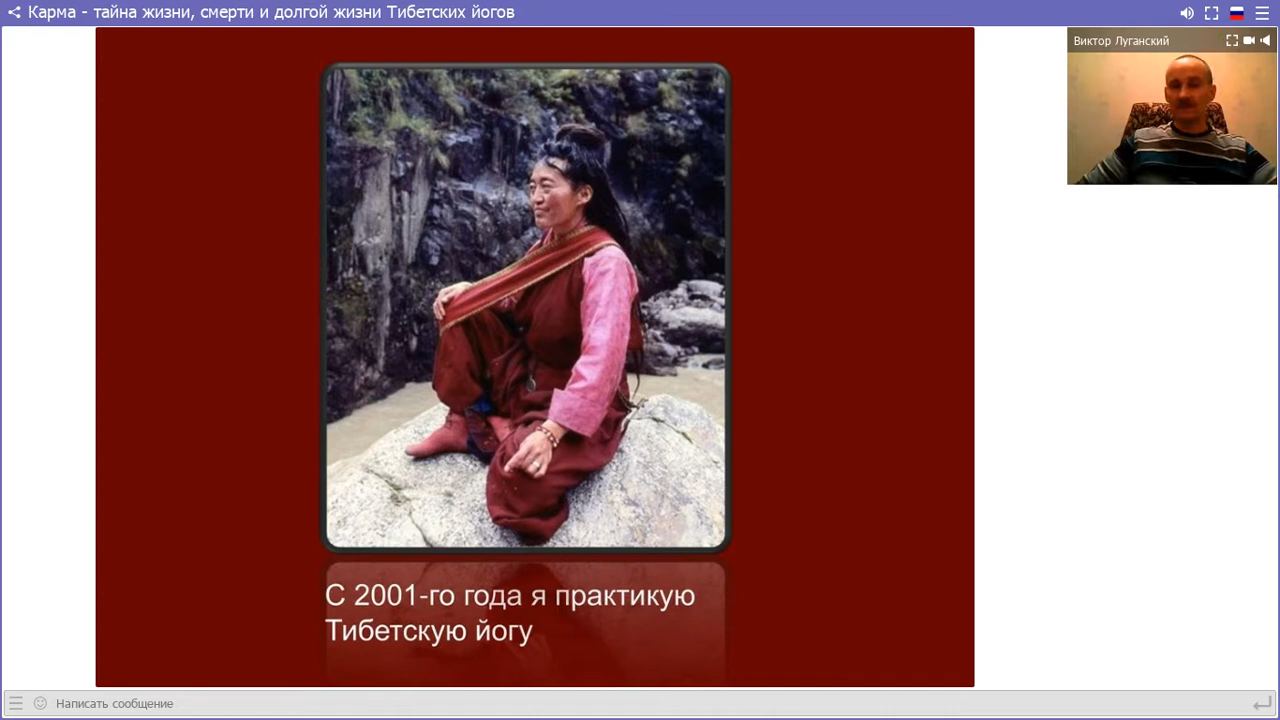 Карма - тайна жизни, смерти и долгой жизни Тибетских йогов
Виктор Луганский
С 2001-го года я практикую
Тибетскую йогу
Написать сообщение